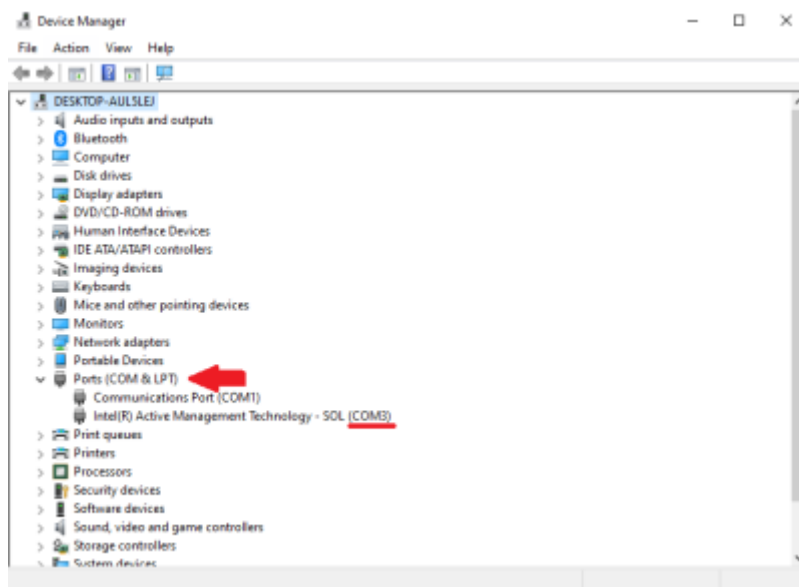 Device Manager
File Action View Help
DESKTOP-AUL5LEJ
Audio inputs and outputs
Bluetooth
Computer
Disk drives
Display adapters
DVD/CD-ROM drives
Human Interface Devices
IDE ATA/ATAPI controllers
Imaging devices
Keyboards
Mice and other pointing devices
Monitors
Network adapters
Portable Devices
Ports (COM & LPT)
Communications Port (COM1)
Intel(R) Active Management Technology - SOL (COM3)
Print queues
Printers
Processors
Security devices
Software devices
Sound, video and game controllers
Storage controllers
System devices